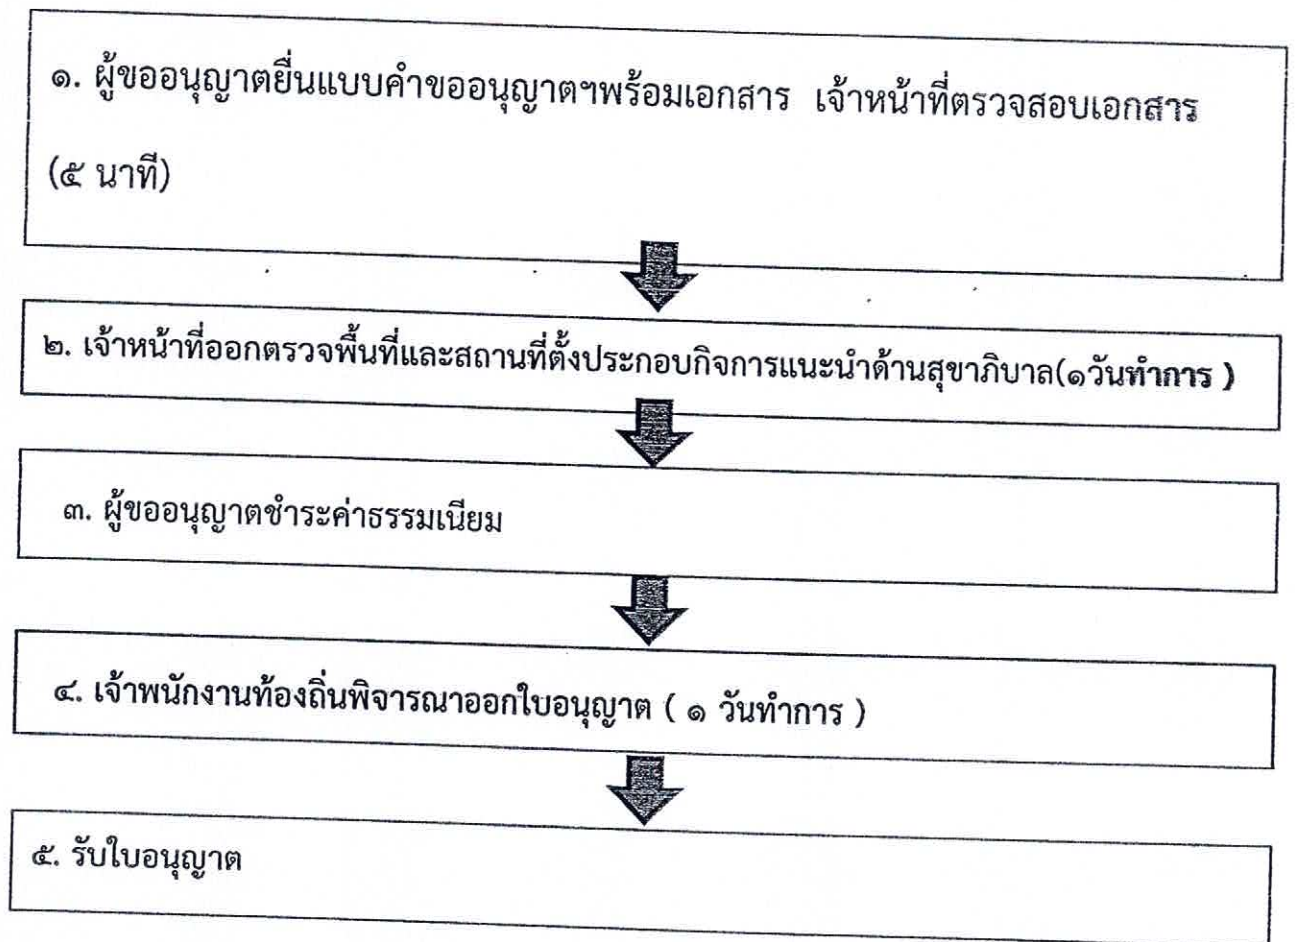 ๑. ผู้ขออนุญาตยื่นแบบคำขออนุญาตฯพร้อมเอกสาร เจ้าหน้าที่ตรวจสอบเอกสาร
(๕ นาที)
๒. เจ้าหน้าที่ออกตรวจพื้นที่และสถานที่ตั้งประกอบกิจการแนะนำด้านสุขาภิบาล(๑วันทำการ )
๓. ผู้ขออนุญาตชำระค่าธรรมเนียม
๔. เจ้าพนักงานท้องถิ่นพิจารณาออกใบอนุญาต ( ๑ วันทำการ )
๕. รับใบอนุญาต